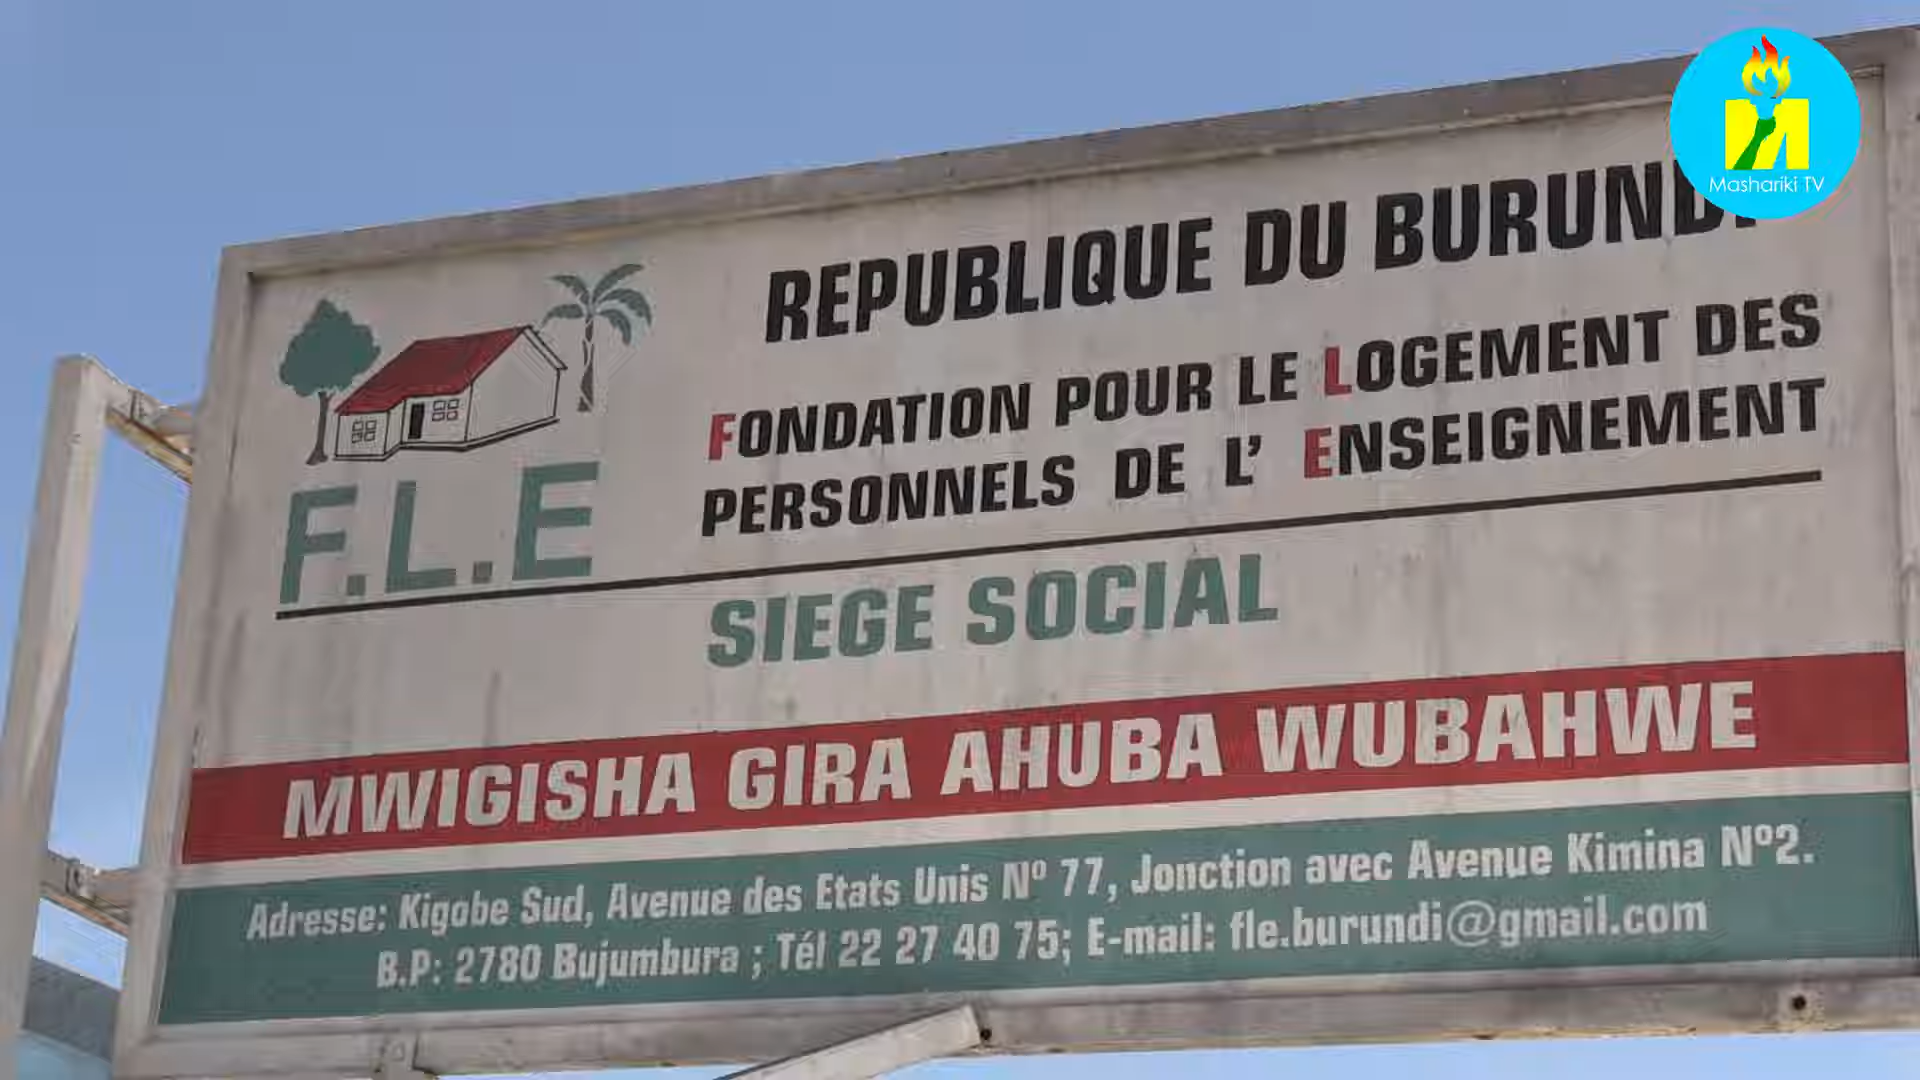 Mashariki TV
REPUBLIQUE DU BURUNDI
FONDATION POUR LE LOGEMENT DES
PERSONNELS DE L' ENSEIGNEMENT
F.L.E
SIEGE SOCIAL
MWIGISHA GIRA AHUBA WUBAHWE
Adresse: Kigobe Sud, Avenue des Etats Unis Nº 77, Jonction avec Avenue Kimina Nº2.
B.P: 2780 Bujumbura ; Tél 22 27 40 75; E-mail: fle.burundi@gmail.com